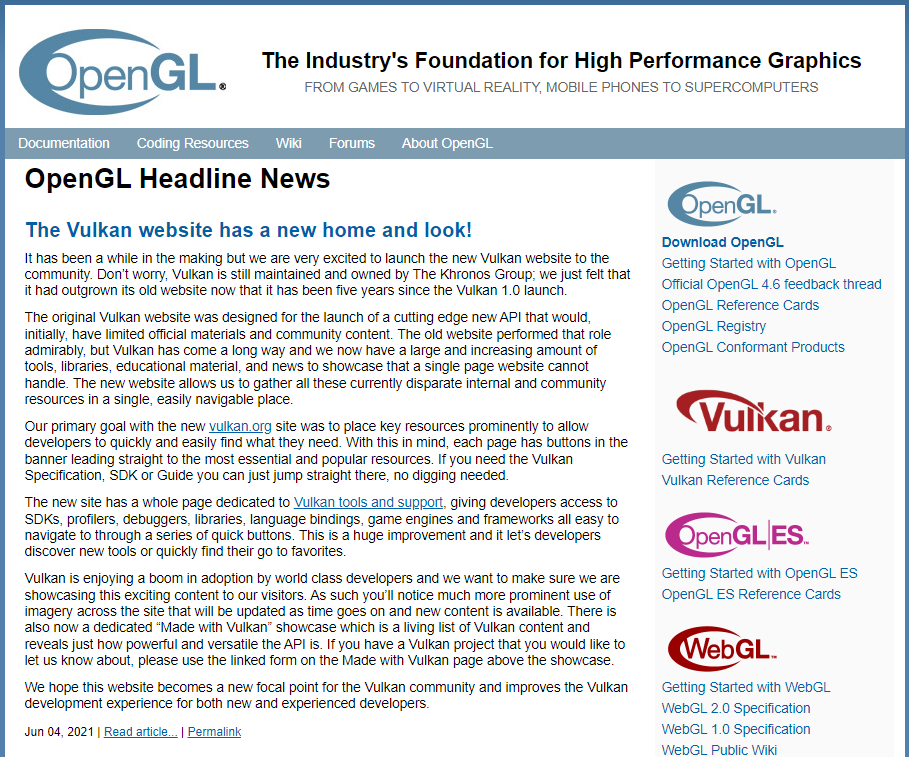 OpenGL®
The Industry's Foundation for High Performance Graphics
FROM GAMES TO VIRTUAL REALITY, MOBILE PHONES TO SUPERCOMPUTERS
Documentation Coding Resources Wiki Forums About OpenGL
OpenGL Headline News
The Vulkan website has a new home and look!
It has been a while in the making but we are very excited to launch the new Vulkan website to the
community. Don’t worry, Vulkan is still maintained and owned by The Khronos Group; we just felt that
it had outgrown its old website now that it has been five years since the Vulkan 1.0 launch.
The original Vulkan website was designed for the launch of a cutting edge new API that would,
initially, have limited official materials and community content. The old website performed that role
admirably, but Vulkan has come a long way and we now have a large and increasing amount of
tools, libraries, educational material, and news to showcase that a single page website cannot
handle. The new website allows us to gather all these currently disparate internal and community
resources in a single, easily navigable place.
Our primary goal with the new vulkan.org site was to place key resources prominently to allow
developers to quickly and easily find what they need. With this in mind, each page has buttons in the
banner leading straight to the most essential and popular resources. If you need the Vulkan
Specification, SDK or Guide you can just jump straight there, no digging needed.
The new site has a whole page dedicated to Vulkan tools and support, giving developers access to
SDKs, profilers, debuggers, libraries, language bindings, game engines and frameworks all easy to
navigate to through a series of quick buttons. This is a huge improvement and it let’s developers
discover new tools or quickly find their go to favorites.
Vulkan is enjoying a boom in adoption by world class developers and we want to make sure we are
showcasing this exciting content to our visitors. As such you’ll notice much more prominent use of
imagery across the site that will be updated as time goes on and new content is available. There is
also now a dedicated “Made with Vulkan” showcase which is a living list of Vulkan content and
reveals just how powerful and versatile the API is. If you have a Vulkan project that you would like to
let us know about, please use the linked form on the Made with Vulkan page above the showcase.
We hope this website becomes a new focal point for the Vulkan community and improves the Vulkan
development experience for both new and experienced developers.
Jun 04, 2021 | Read article... | Permalink
OpenGL®
Download OpenGL
Getting Started with OpenGL
Official OpenGL 4.6 feedback thread
OpenGL Reference Cards
OpenGL Registry
OpenGL Conformant Products
Vulkan®
Getting Started with Vulkan
Vulkan Reference Cards
OpenGL|ES™
Getting Started with OpenGL ES
OpenGL ES Reference Cards
WebGL™
Getting Started with WebGL
WebGL 2.0 Specification
WebGL 1.0 Specification
WebGL Public Wiki